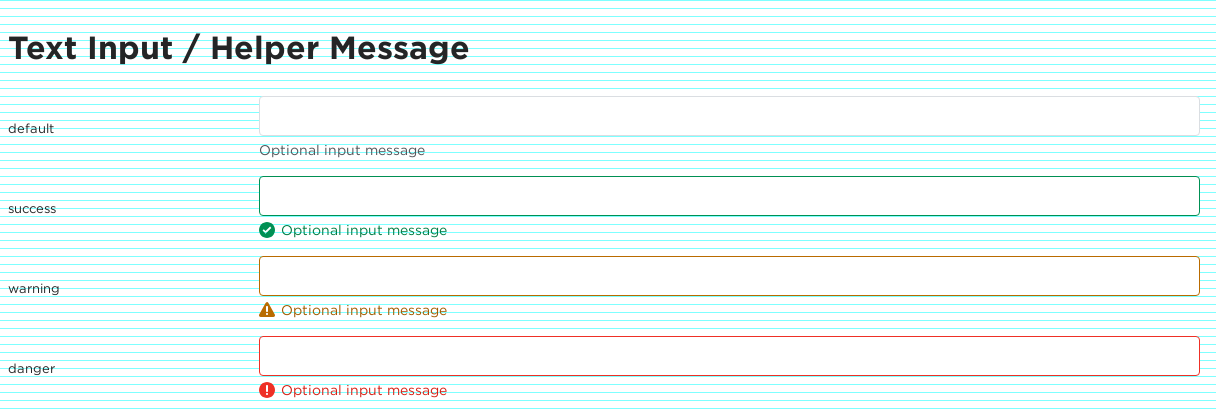 Text Input / Helper Message
default
Optional input message
success
Optional input message
warning
Optional input message
danger
Optional input message